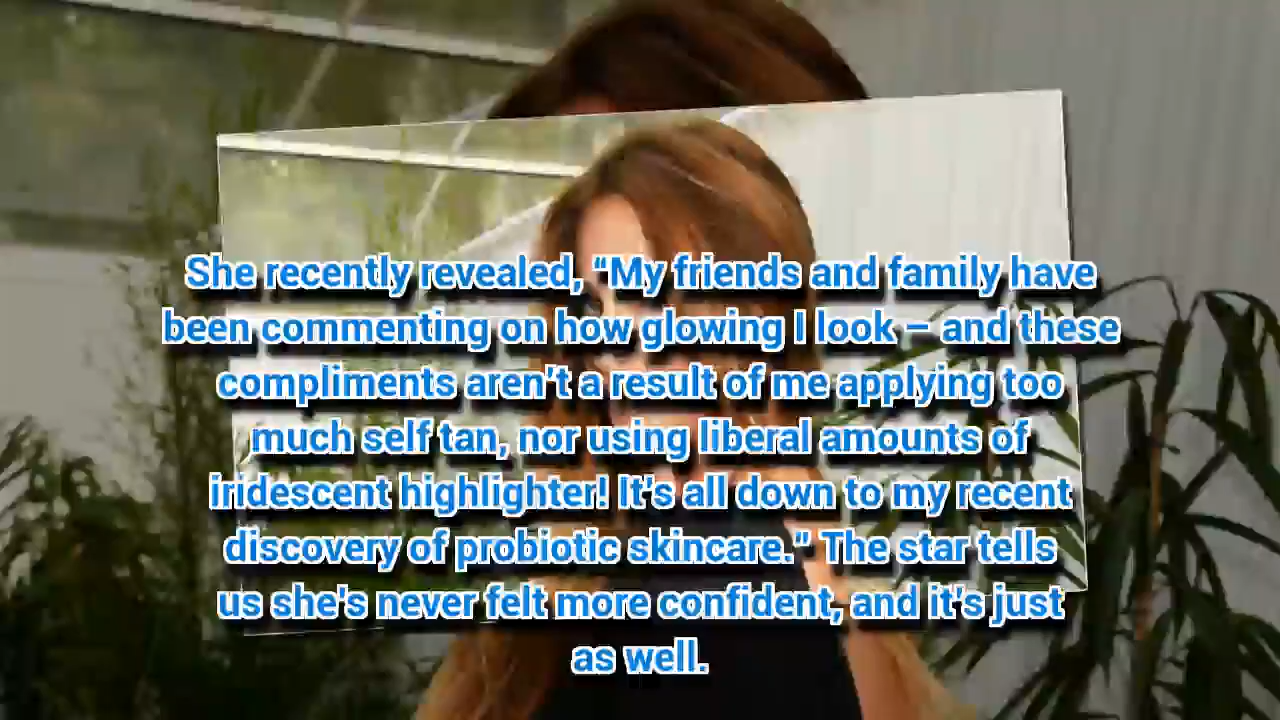 She recently revealed, “My friends and family have
been commenting on how glowing I look – and these
compliments aren't a result of me applying too
much self tan, nor using liberal amounts of
iridescent highlighter! It's all down to my recent
discovery of probiotic skincare.” The star tells
us she's never felt more confident, and it's just
as well.